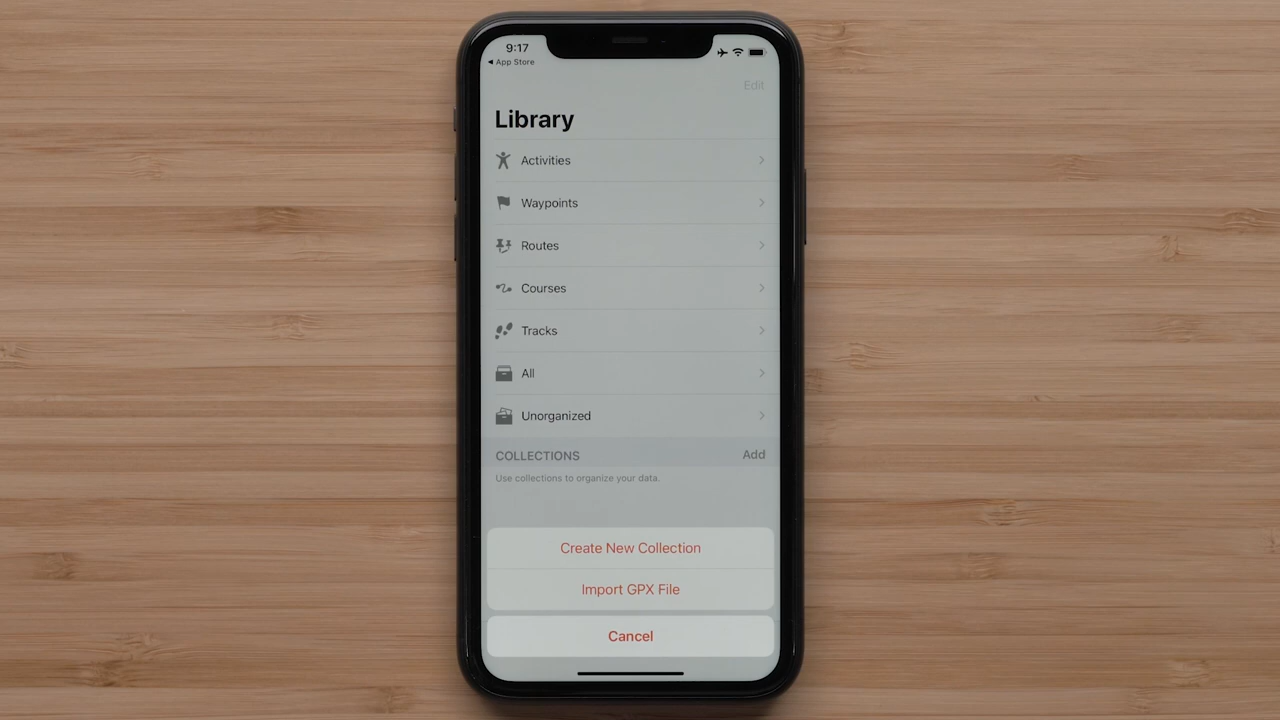 9:17
App Store
Edit
Library
Activities
Waypoints
Routes
Courses
Tracks
All
Unorganized
COLLECTIONS
Add
Use collections to organize your data.
Create New Collection
Import GPX File
Cancel